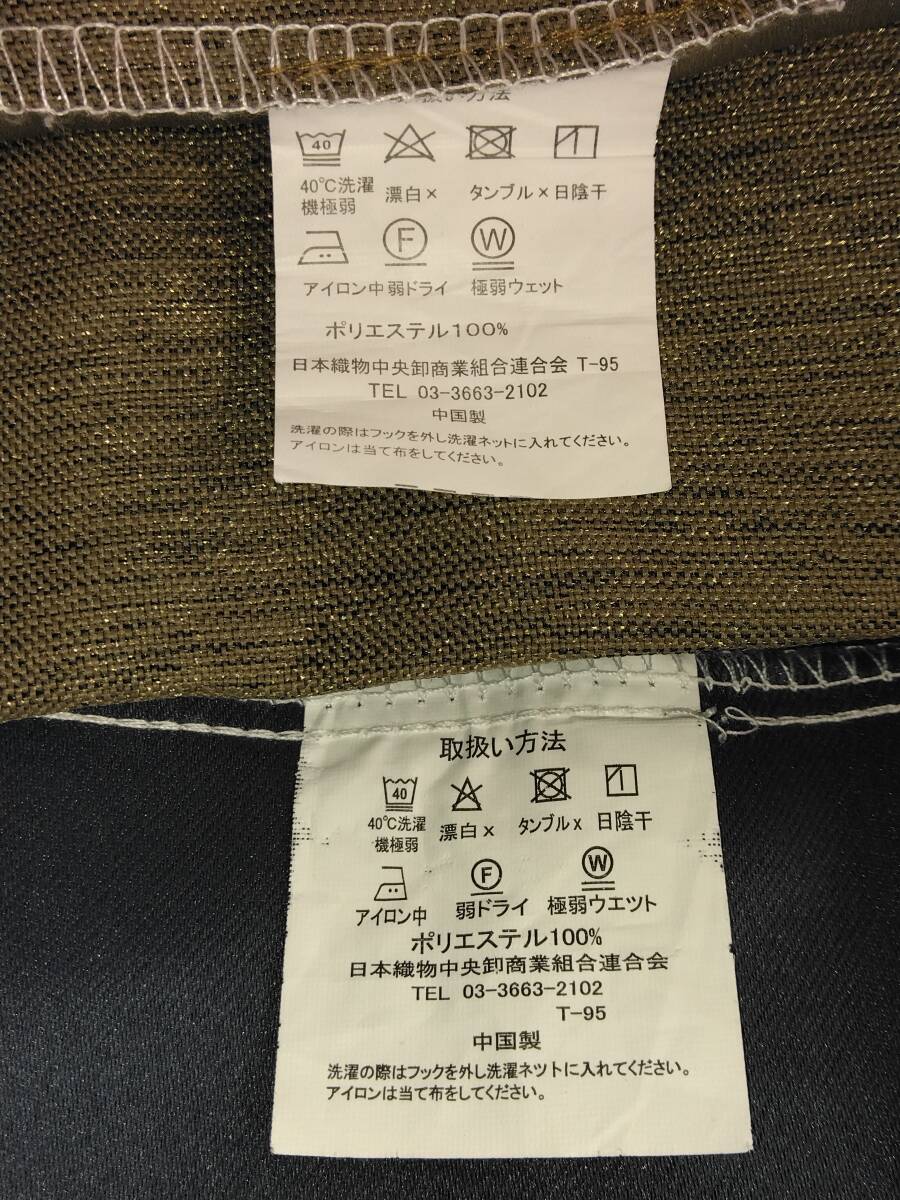 取扱い方法
40
40℃洗濯 漂白× タンブル×日陰干
機極弱
F W
アイロン中弱ドライ 極弱ウェット
ポリエステル100%
日本織物中央卸商業組合連合会 T-95
TEL 03-3663-2102
中国製
洗濯の際はフックを外し洗濯ネットに入れてください。
アイロンは当て布をしてください。
取扱い方法
40
40℃洗濯 漂白x タンブルx 日陰干
機極弱
F W
アイロン中 弱ドライ 極弱ウエツト
ポリエステル100%
日本織物中央卸商業組合連合会
TEL 03-3663-2102
T-95
中国製
洗濯の際はフックを外し洗濯ネツトに入れてください。
アイロンは当て布をしてください。